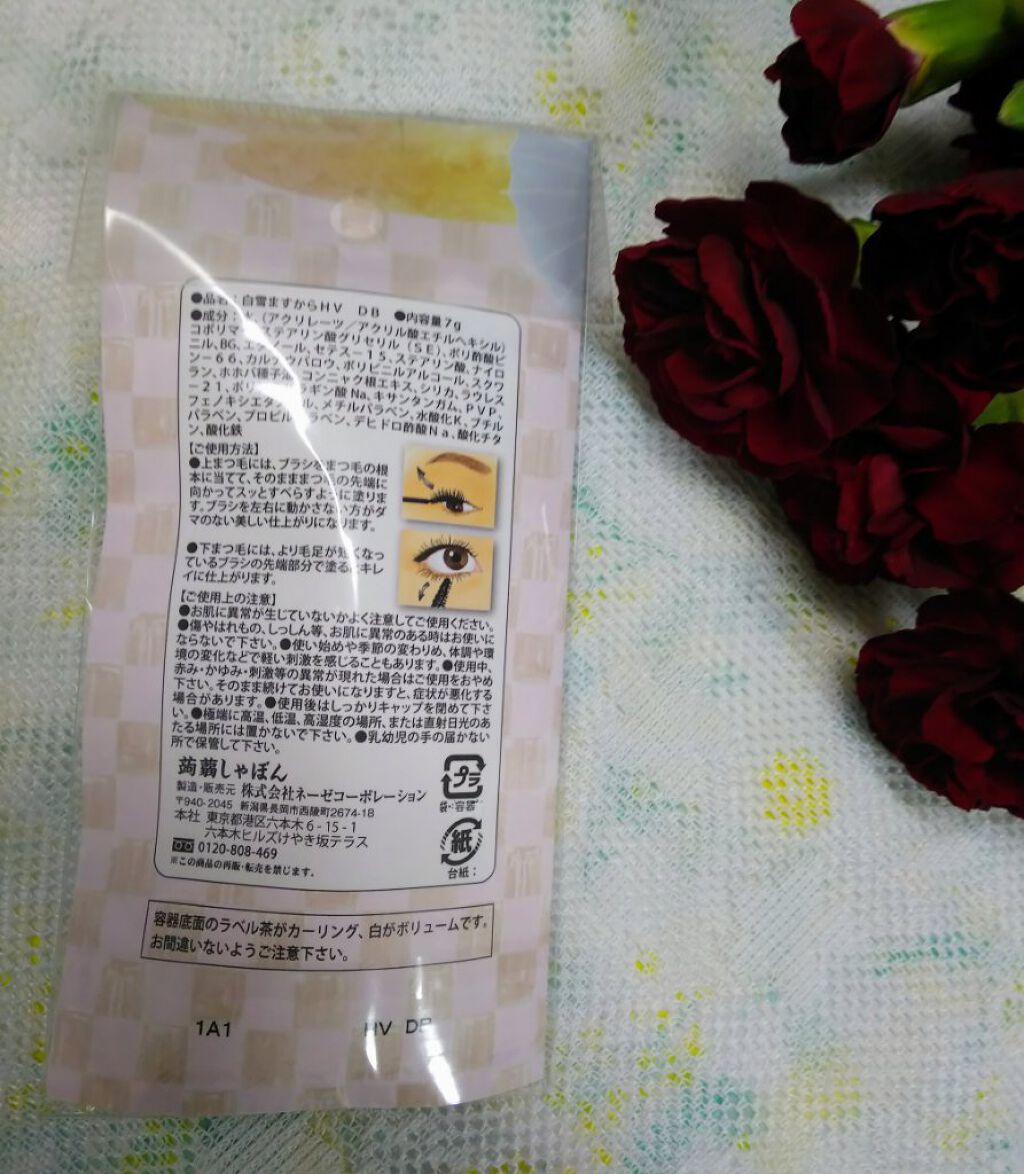 ●品名：白雪ますからHV DB ●内容量7g
●成分：(アクリレーツ／アクリル酸エチルヘキシル)
コポリマー、ステアリン酸グリセリル(SE)、ポリ酢酸ビ
ニル、BG、エタノール、セテス－15、ステアリン酸、ナイロ
ン－66、カルナウバロウ、ポリビニルアルコール、スクワ
ラン、ホホバ種子油、コンニャク根エキス、シリカ、ラウレス
－21、ギン酸Na、キサンタンガム、PVP、
フェノキシエタノール、メチルパラベン、水酸化K、ブチル
パラベン、プロピルパラベン、デヒドロ酢酸Na、酸化チタ
ン、酸化鉄
【ご使用方法】
●上まつ毛には、ブラシをまつ毛の根
本に当てて、そのまままつ毛の先端に
向かってスッとすべらすように塗りま
す。ブラシを左右に動かさない方がダ
マのない美しい仕上がりになります。
●下まつ毛には、より毛足が短くなっ
ているブラシの先端部分で塗るとキレ
イに仕上がります。
【ご使用上の注意】
●お肌に異常が生じていないかよく注意してご使用ください。
●傷やはれもの、しっしん等、お肌に異常のある時はお使いに
ならないで下さい。●使い始めや季節の変わりめ、体調や環
境の変化などで軽い刺激を感じることもあります。●使用中、
赤み・かゆみ・刺激等の異常が現れた場合はご使用をおやめ
下さい。そのまま続けてお使いになりますと、症状が悪化する
場合があります。●使用後はしっかりキャップを閉めて下さ
い。●極端に高温、低温、高湿度の場所、または直射日光のあ
たる場所には置かないで下さい。●乳幼児の手の届かない
所で保管して下さい。
蒟蒻しゃぼん
製造・販売元 株式会社ネーゼコーポレーション
〒940-2045 新潟県長岡市西陵町2674-18
本社 東京都港区六本木6-15-1
六本木ヒルズけやき坂テラス
0120-808-469
※この商品の再販・転売を禁じます。
プラ
袋・容器
紙
台紙：
容器底面のラベル茶がカーリング、白がボリュームです。
お間違いないようご注意下さい。
1A1 HV DB